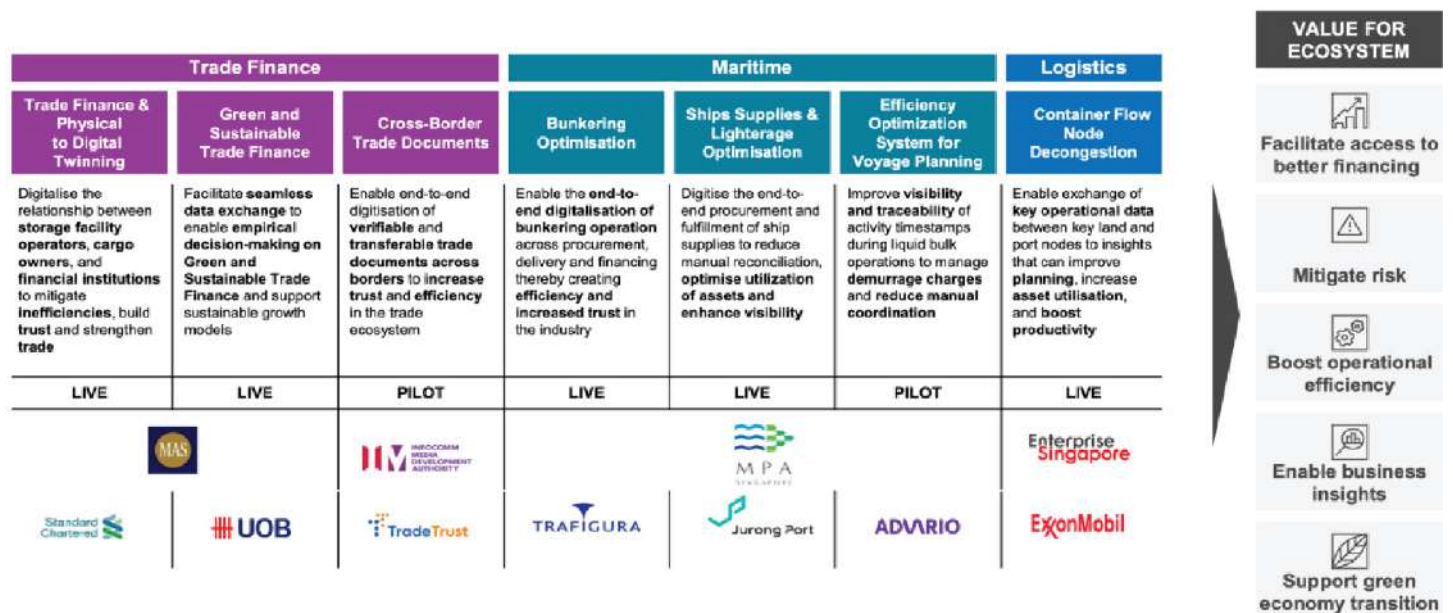 VALUE FOR
ECOSYSTEM
Trade Finance
Maritime
Logistics
Trade Finance &
Physical
to Digital
Twinning
Green and
Sustainable
Trade Finance
Cross-Border
Trade Documents
Bunkering
Optimisation
Ships Supplies &
Lighterage
Optimisation
Efficiency
Optimization
System for
Voyage Planning
Container Flow
Node
Decongestion
Digitalise the
relationship between
storage facility
operators, cargo
owners, and
financial institutions
to mitigate
inefficiencies, build
trust and strengthen
trade
Facilitate seamless
data exchange to
enable empirical
decision-making on
Green and
Sustainable Trade
Finance and support
sustainable growth
models
Enable end-to-end
digitisation of
verifiable and
transferable trade
documents across
borders to increase
trust and efficiency
in the trade
ecosystem
Enable the end-to-
end digitalisation of
bunkering operation
across procurement,
delivery and financing
thereby creating
efficiency and
increased trust in
the industry
Digitise the end-to-
end procurement and
fulfillment of ship
supplies to reduce
manual reconciliation,
optimise utilization
of assets and
enhance visibility
Improve visibility
and traceability of
activity timestamps
during liquid bulk
operations to manage
demurrage charges
and reduce manual
coordination
Enable exchange of
key operational data
between key land and
port nodes to insights
that can improve
planning, increase
asset utilisation,
and boost
productivity
LIVE
LIVE
PILOT
LIVE
LIVE
PILOT
LIVE
MAS
INFOCOMM
MEDIA
DEVELOPMENT
AUTHORITY
MPA
SINGAPORE
Enterprise
Singapore
Standard
Chartered
UOB
TradeTrust
TRAFIGURA
Jurong Port
ADVARIO
ExxonMobil
Facilitate access to
better financing
Mitigate risk
Boost operational
efficiency
Enable business
insights
Support green
economy transition